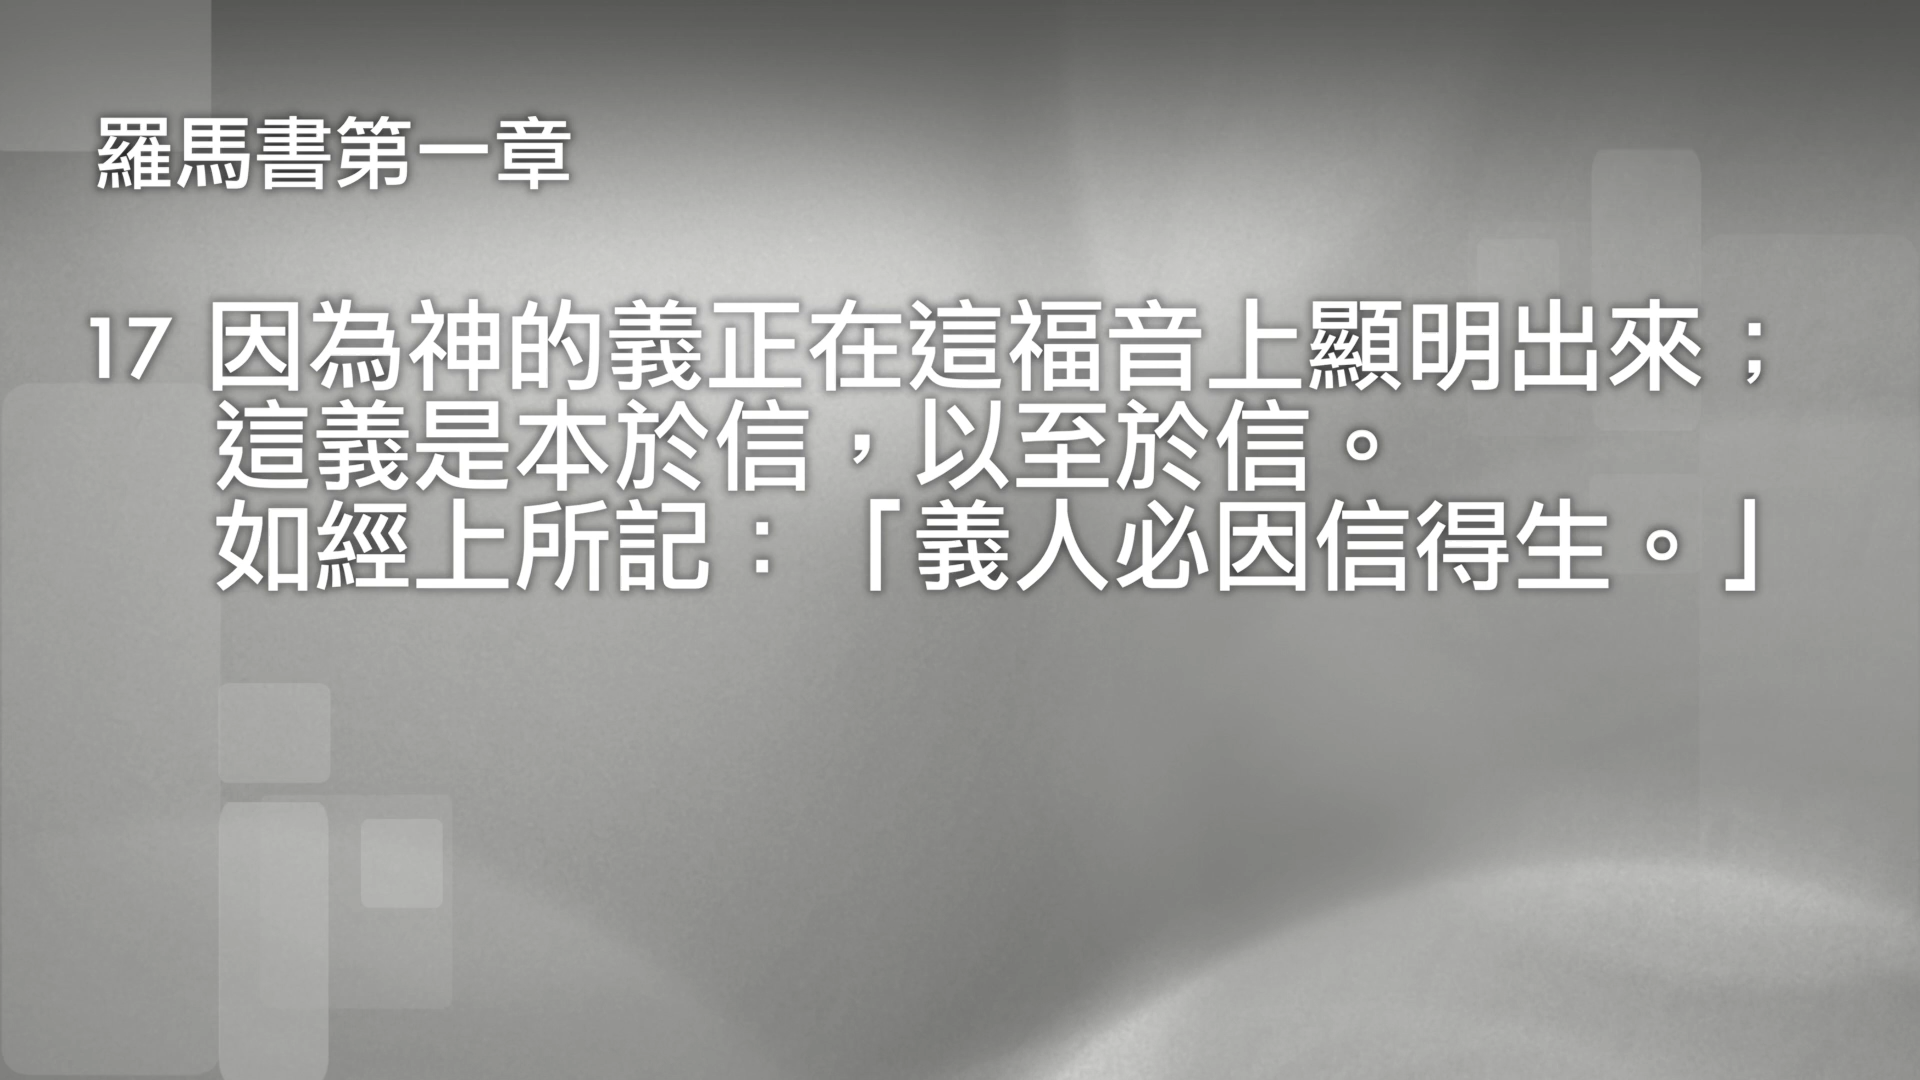 羅馬書第一章
17 因為神的義正在這福音上顯明出來；
這義是本於信，以至於信。
如經上所記：「義人必因信得生。」